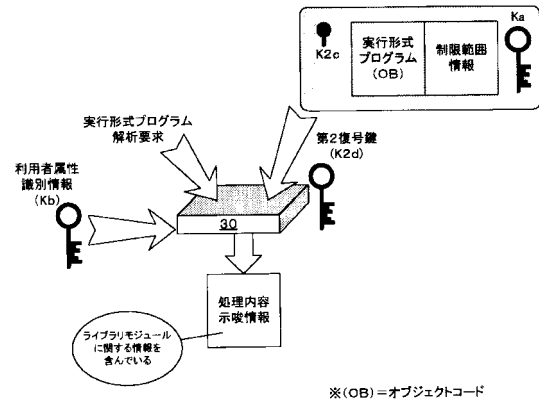 Ka
K2c
実行形式
プログラム
(OB)
制限範囲
情報
実行形式プログラム
解析要求
第2復号鍵
(K2d)
利用者属性
識別情報
(Kb)
30
処理内容
示唆情報
ライブラリモジュール
に関する情報を
含んでいる
※(OB)=オブジェクトコード